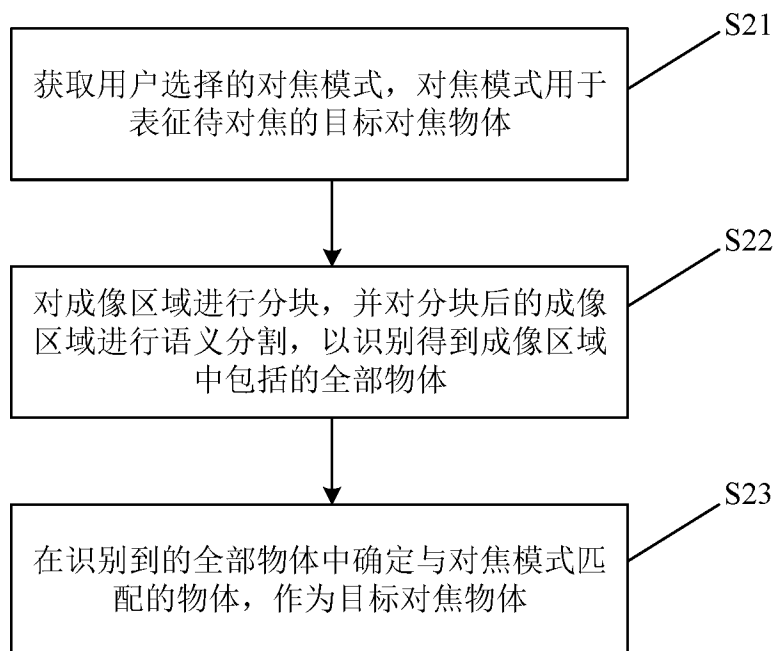 S21
获取用户选择的对焦模式，对焦模式用于
表征待对焦的目标对焦物体
S22
对成像区域进行分块，并对分块后的成像
区域进行语义分割，以识别得到成像区域
中包括的全部物体
S23
在识别到的全部物体中确定与对焦模式匹
配的物体，作为目标对焦物体